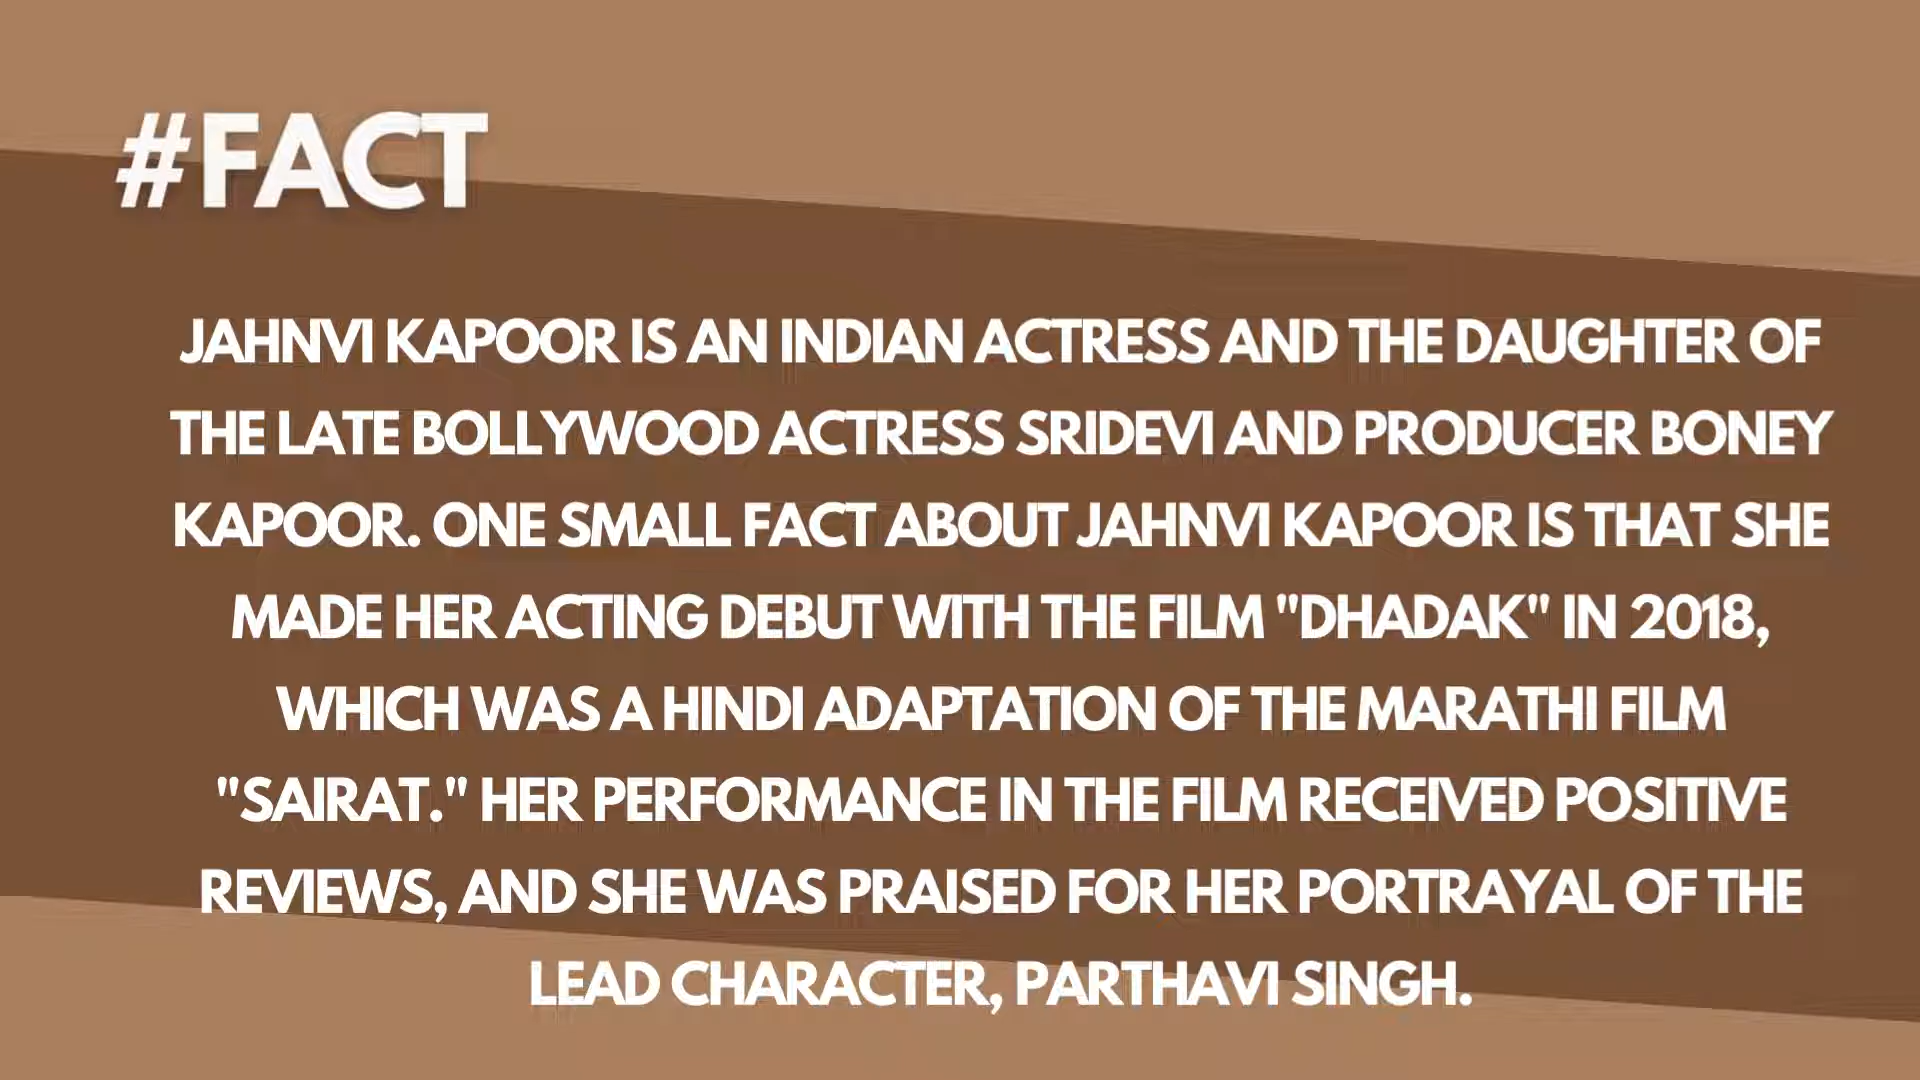 #FACT
JAHNVI KAPOOR IS AN INDIAN ACTRESS AND THE DAUGHTER OF
THE LATE BOLLYWOOD ACTRESS SRIDEVI AND PRODUCER BONEY
KAPOOR. ONE SMALL FACT ABOUT JAHNVI KAPOOR IS THAT SHE
MADE HER ACTING DEBUT WITH THE FILM "DHADAK" IN 2018,
WHICH WAS A HINDI ADAPTATION OF THE MARATHI FILM
"SAIRAT." HER PERFORMANCE IN THE FILM RECEIVED POSITIVE
REVIEWS, AND SHE WAS PRAISED FOR HER PORTRAYAL OF THE
LEAD CHARACTER, PARTHAVI SINGH.